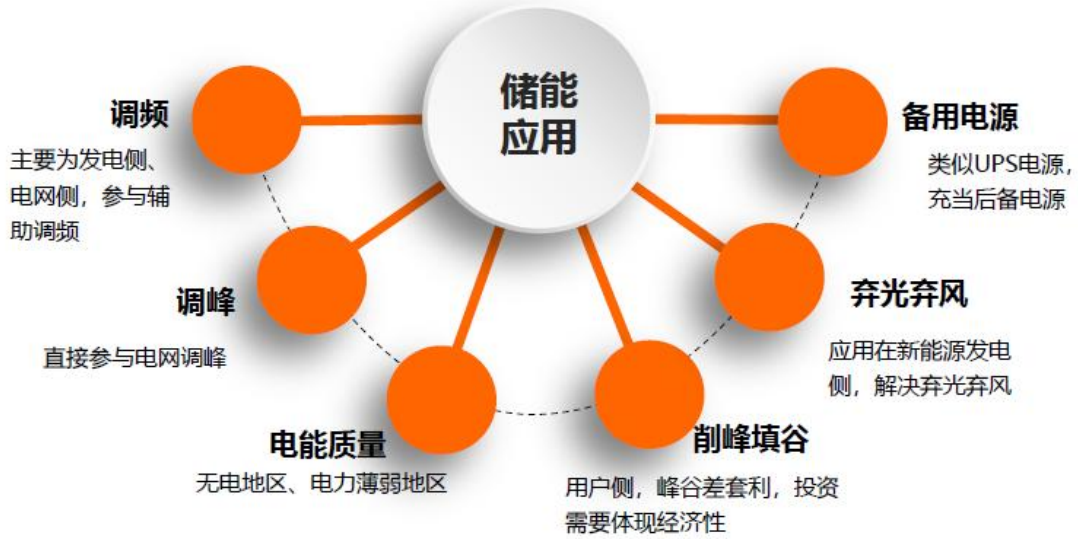 储能
应用
调频
主要为发电侧、
电网侧，参与辅
助调频
调峰
直接参与电网调峰
电能质量
无电地区、电力薄弱地区
削峰填谷
用户侧，峰谷差套利，投资
需要体现经济性
弃光弃风
应用在新能源发电
侧，解决弃光弃风
备用电源
类似UPS电源，
充当后备电源